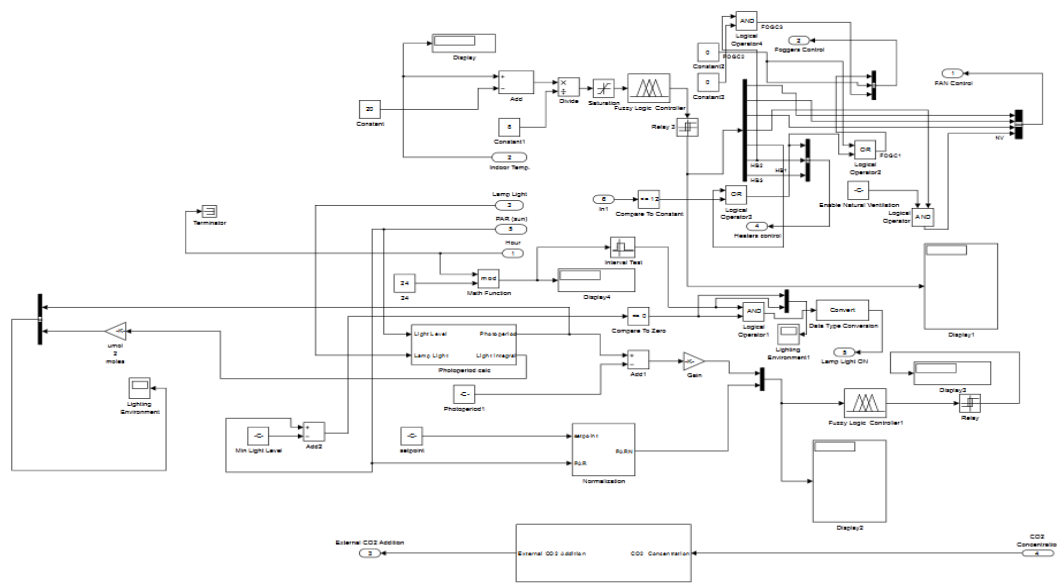 AND
FOGC3
Logical
Operator4
2
Foggers Control
0
Constant2
FOGC2
0
Constant3
1
FAN Control
NV
Display
+
−
Add
×
÷
Divide
Saturation
Fuzzy Logic Controller
20
Constant
Constant1
Relay 2
2
Indoor Temp.
HB2
HB1
HB3
OR
FOGC1
Logical
Operator2
-C-
Enable Natural Ventilation
AND
Logical
Operator
Lamp Light
3
PAR (sun)
5
Hour
1
Terminator
6
In1
== 12
Compare To Constant
OR
Logical
Operator3
4
Heaters control
Interval Test
24
24
mod
Math Function
Display4
Display1
Compare To Zero
AND
Logical
Operator1
Lighting
Environment1
Convert
Data Type Conversion
5
Lamp Light ON
-K-
umol
2
moles
Light Level
Photoperiod
Lamp Light
Light Integral
Photoperiod calc
+
−
Add1
-K-
Gain
Display3
Lighting
Environment
-C-
Photoperiod1
Fuzzy Logic Controller1
Relay
-C-
Min Light Level
+
−
Add2
-C-
setpoint
setpoint
PAR
PARN
Normalization
Display2
External CO2 Addition
3
External CO2 Addition
CO2 Concentration
CO2
Concentratio
4